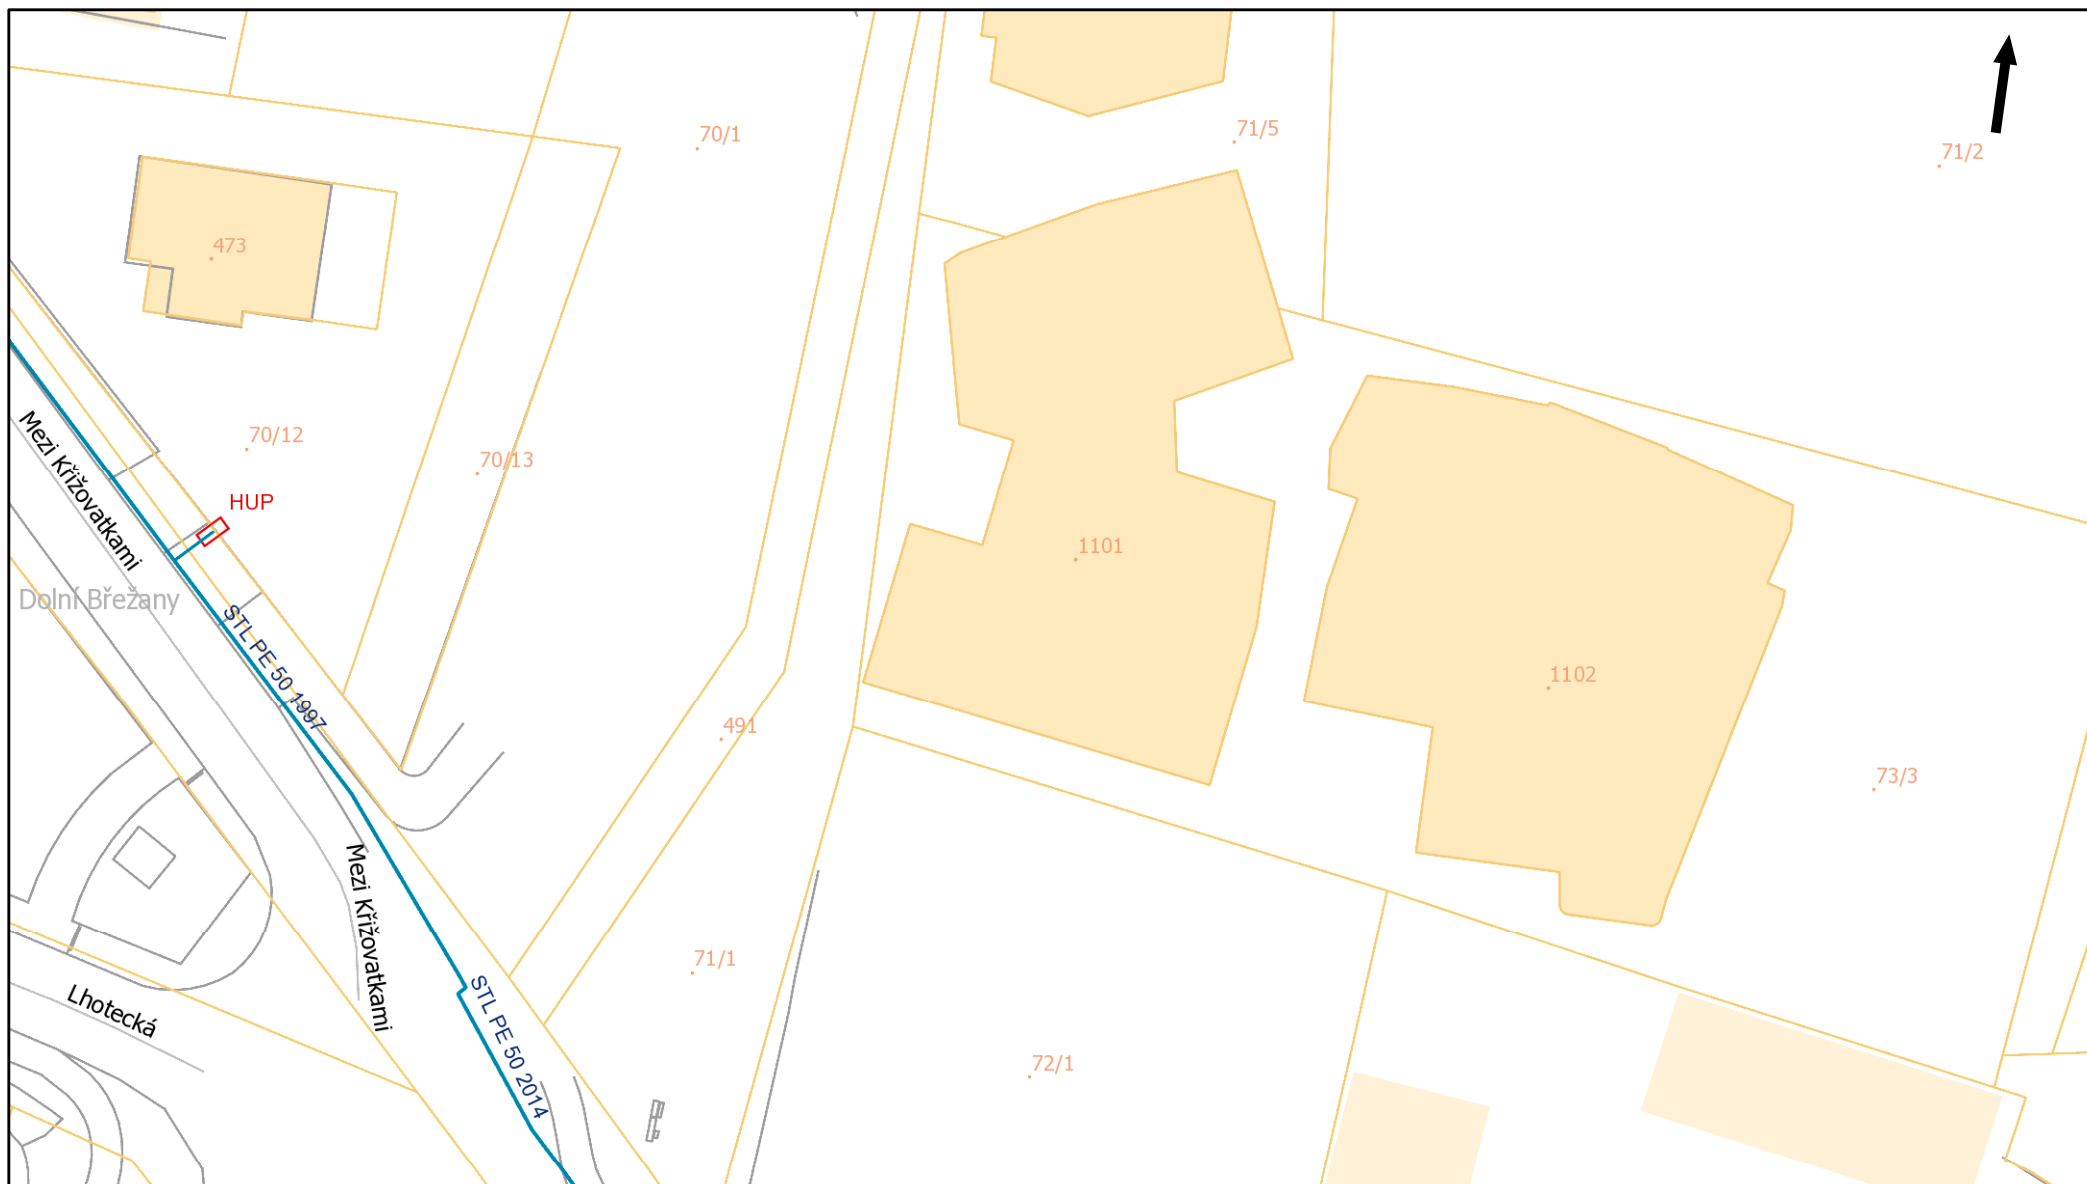 70/1
71/5
71/2
473
70/12
70/13
HUP
Mezi Křižovatkami
1101
Dolní Břežany
STL PE 50 1997
1102
491
73/3
Mezi Křižovatkami
71/1
Lhotecká
STL PE 50 2014
72/1